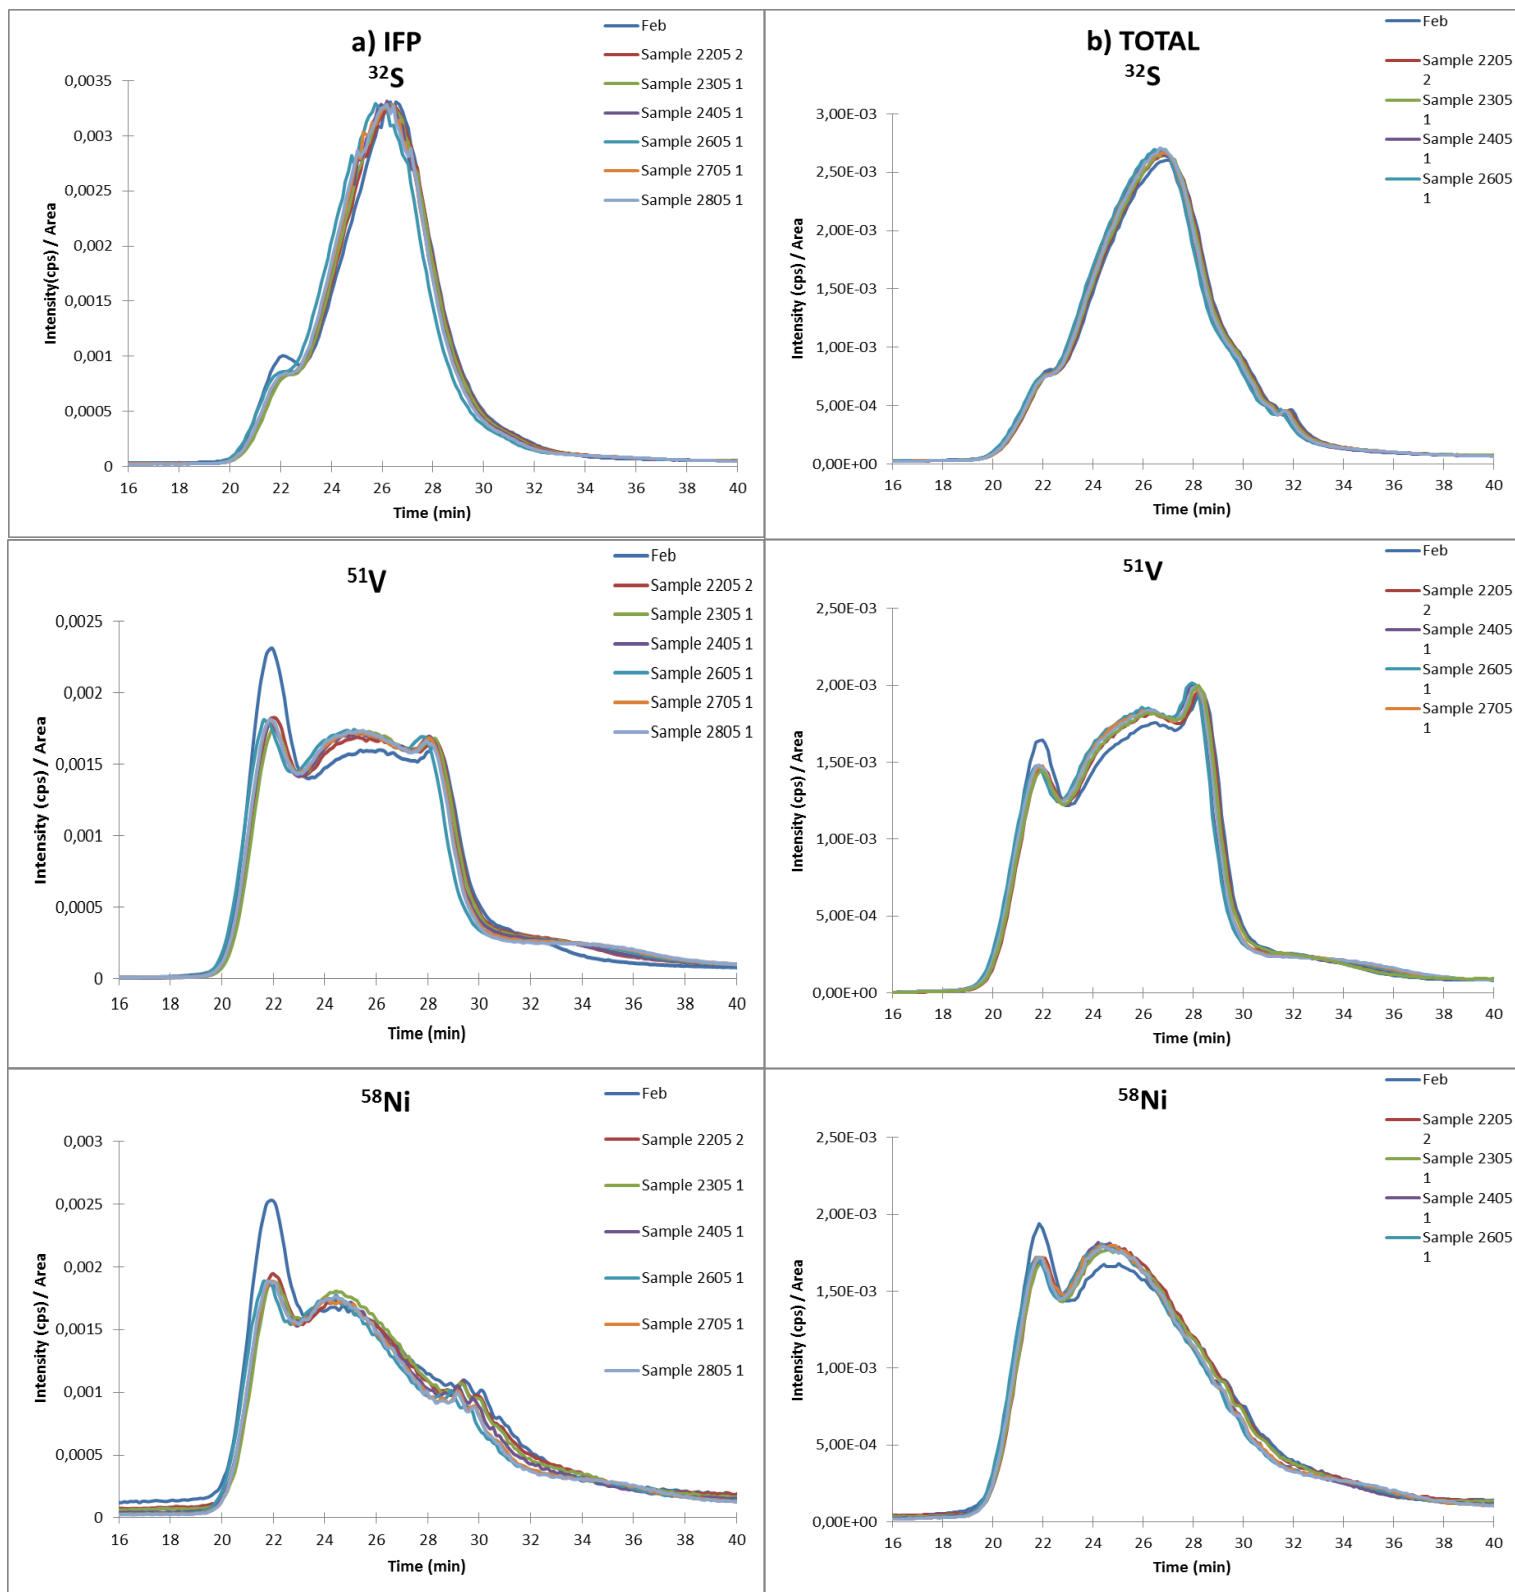 a) IFP
32S
Feb
Sample 2205 2
Sample 2305 1
Sample 2405 1
Sample 2605 1
Sample 2705 1
Sample 2805 1
0,0035
0,003
0,0025
0,002
0,0015
0,001
0,0005
0
Intensity(cps) / Area
16 18 20 22 24 26 28 30 32 34 36 38 40
Time (min)
b) TOTAL
32S
Feb
Sample 2205
2
Sample 2305
1
Sample 2405
1
Sample 2605
1
3,00E-03
2,50E-03
2,00E-03
1,50E-03
1,00E-03
5,00E-04
0,00E+00
Intensity (cps) / Area
16 18 20 22 24 26 28 30 32 34 36 38 40
Time (min)
51V
Feb
Sample 2205 2
Sample 2305 1
Sample 2405 1
Sample 2605 1
Sample 2705 1
Sample 2805 1
0,0025
0,002
0,0015
0,001
0,0005
0
Intensity (cps) / Area
16 18 20 22 24 26 28 30 32 34 36 38 40
Time (min)
51V
Feb
Sample 2205
2
Sample 2405
1
Sample 2605
1
Sample 2705
1
2,50E-03
2,00E-03
1,50E-03
1,00E-03
5,00E-04
0,00E+00
Intensity (cps) / Area
16 18 20 22 24 26 28 30 32 34 36 38 40
Time (min)
58Ni
Feb
Sample 2205 2
Sample 2305 1
Sample 2405 1
Sample 2605 1
Sample 2705 1
Sample 2805 1
0,003
0,0025
0,002
0,0015
0,001
0,0005
0
Intensity (cps) / Area
16 18 20 22 24 26 28 30 32 34 36 38 40
Time (min)
58Ni
Feb
Sample 2205
2
Sample 2305
1
Sample 2405
1
Sample 2605
1
2,50E-03
2,00E-03
1,50E-03
1,00E-03
5,00E-04
0,00E+00
Intensity (cps) / Area
16 18 20 22 24 26 28 30 32 34 36 38 40
Time (min)